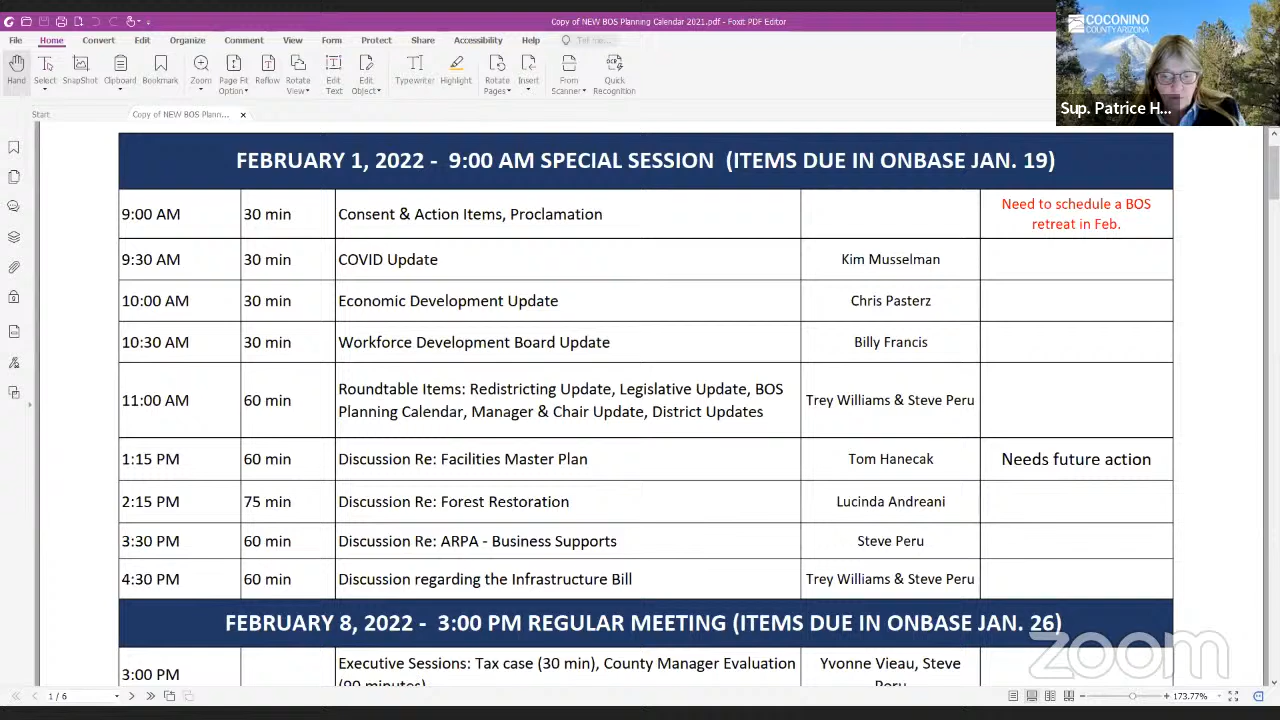 Copy of NEW BOS Planning Calendar 2021.pdf - Foxit PDF Editor
File Home Convert Edit Organize Comment View Form Protect Share Accessibility Help Tell me...
Hand Select SnapShot Clipboard Bookmark Zoom Page Fit Option Reflow Rotate View Edit Text Edit Object Typewriter Highlight Rotate Pages Insert From Scanner Quick Recognition
COCONINO
COUNTY ARIZONA
Sup. Patrice H...
Start Copy of NEW BOS Plann...
FEBRUARY 1, 2022 - 9:00 AM SPECIAL SESSION (ITEMS DUE IN ONBASE JAN. 19)
9:00 AM 30 min Consent & Action Items, Proclamation Need to schedule a BOS
retreat in Feb.
9:30 AM 30 min COVID Update Kim Musselman
10:00 AM 30 min Economic Development Update Chris Pasterz
10:30 AM 30 min Workforce Development Board Update Billy Francis
11:00 AM 60 min Roundtable Items: Redistricting Update, Legislative Update, BOS
Planning Calendar, Manager & Chair Update, District Updates Trey Williams & Steve Peru
1:15 PM 60 min Discussion Re: Facilities Master Plan Tom Hanecak Needs future action
2:15 PM 75 min Discussion Re: Forest Restoration Lucinda Andreani
3:30 PM 60 min Discussion Re: ARPA - Business Supports Steve Peru
4:30 PM 60 min Discussion regarding the Infrastructure Bill Trey Williams & Steve Peru
FEBRUARY 8, 2022 - 3:00 PM REGULAR MEETING (ITEMS DUE IN ONBASE JAN. 26)
3:00 PM Executive Sessions: Tax case (30 min), County Manager Evaluation Yvonne Vieau, Steve
(90 minutes) Peru
zoom
1 / 6 173.77%